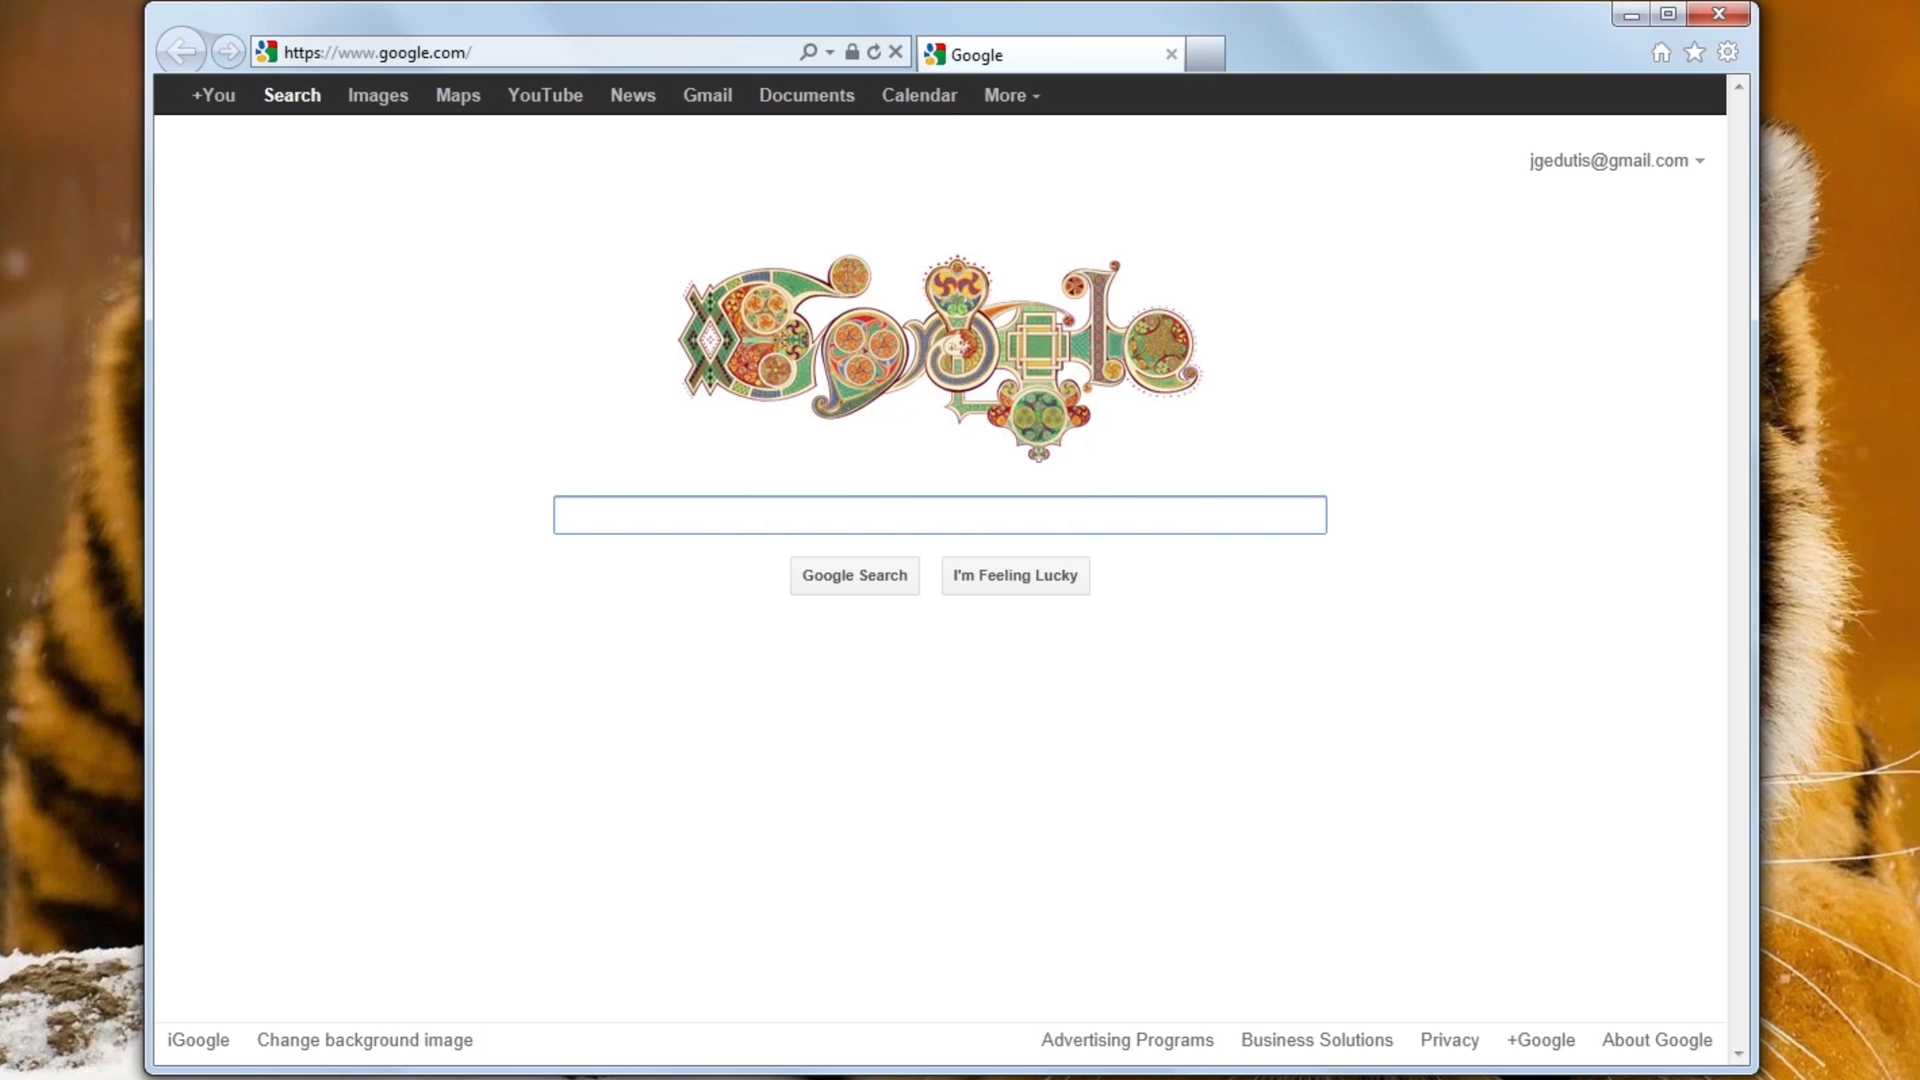 https://www.google.com/
Google
+You Search Images Maps YouTube News Gmail Documents Calendar More
jgedutis@gmail.com
Google
Google Search I'm Feeling Lucky
iGoogle Change background image Advertising Programs Business Solutions Privacy +Google About Google